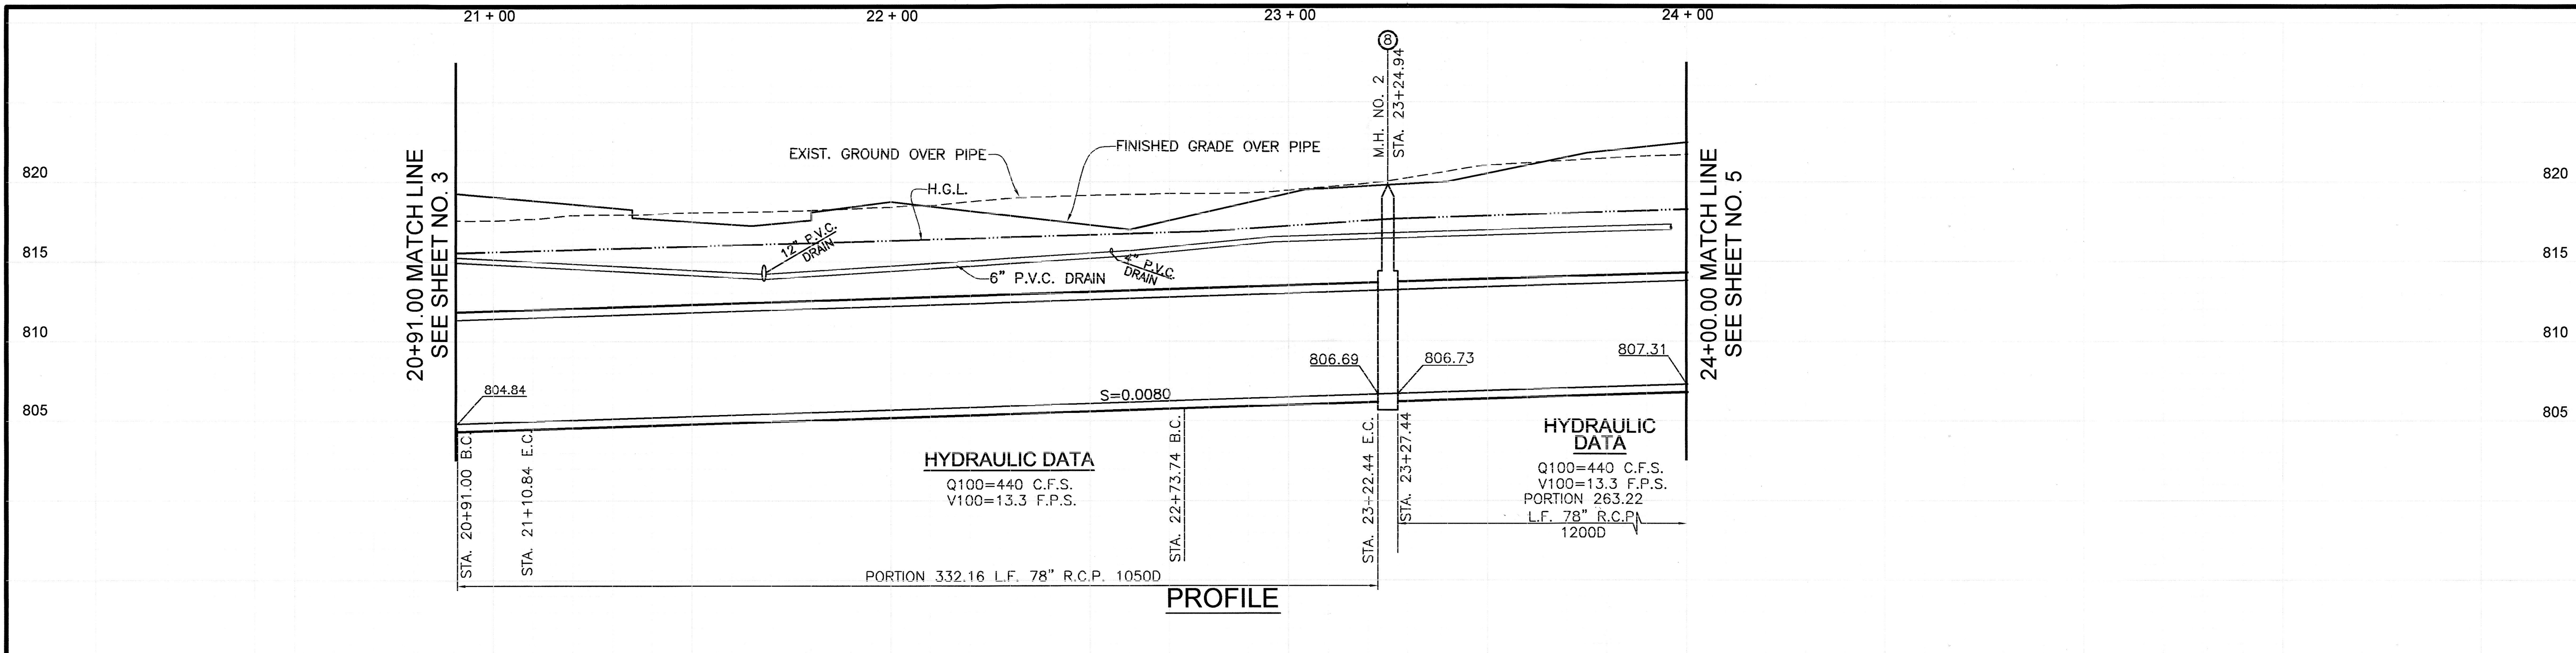 21 + 00
22 + 00
23 + 00
24 + 00
8
M.H. NO. 2
STA. 23+24.94
20+91.00 MATCH LINE
SEE SHEET NO. 3
24+00.00 MATCH LINE
SEE SHEET NO. 5
EXIST. GROUND OVER PIPE
FINISHED GRADE OVER PIPE
H.G.L.
820
820
815
815
810
810
805
805
12" P.V.C.
DRAIN
4" P.V.C.
DRAIN
6" P.V.C. DRAIN
806.69
806.73
807.31
804.84
S=0.0080
STA. 20+91.00 B.C.
STA. 21+10.84 E.C.
HYDRAULIC DATA
Q100=440 C.F.S.
V100=13.3 F.P.S.
STA. 22+73.74 B.C.
STA. 23+22.44 E.C.
STA. 23+27.44
HYDRAULIC
DATA
Q100=440 C.F.S.
V100=13.3 F.P.S.
PORTION 263.22
L.F. 78" R.C.P.
1200D
PORTION 332.16 L.F. 78" R.C.P. 1050D
PROFILE